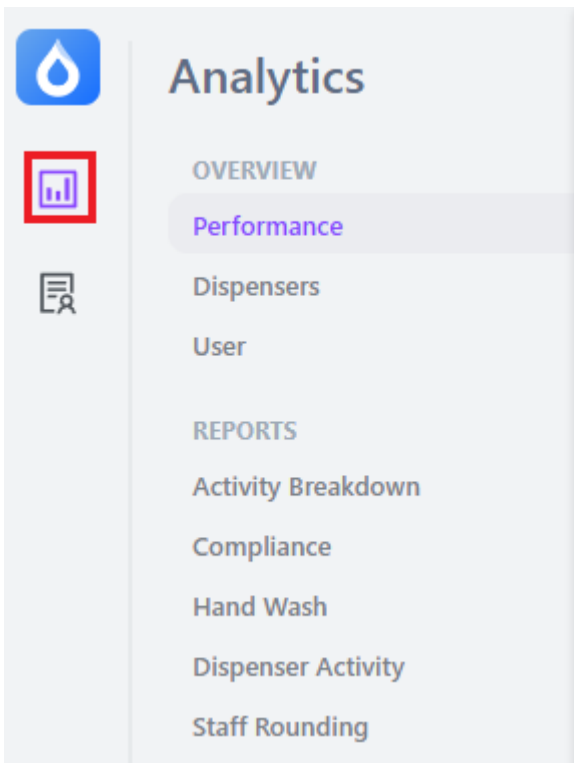 Analytics
OVERVIEW
Performance
Dispensers
User
REPORTS
Activity Breakdown
Compliance
Hand Wash
Dispenser Activity
Staff Rounding